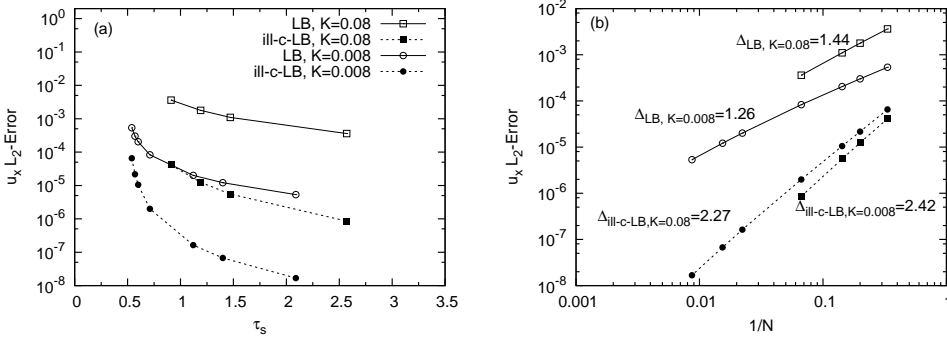 (a)
LB, K=0.08
ill-c-LB, K=0.08
LB, K=0.008
ill-c-LB, K=0.008
u_x L_2-Error
10^0
10^-1
10^-2
10^-3
10^-4
10^-5
10^-6
10^-7
10^-8
0 0.5 1 1.5 2 2.5 3 3.5
τ_s
(b)
u_x L_2-Error
10^-2
10^-3
10^-4
10^-5
10^-6
10^-7
10^-8
Δ_LB, K=0.08=1.44
Δ_LB, K=0.008=1.26
Δ_ill-c-LB,K=0.08=2.27
Δ_ill-c-LB,K=0.008=2.42
0.001 0.01 0.1 1
1/N